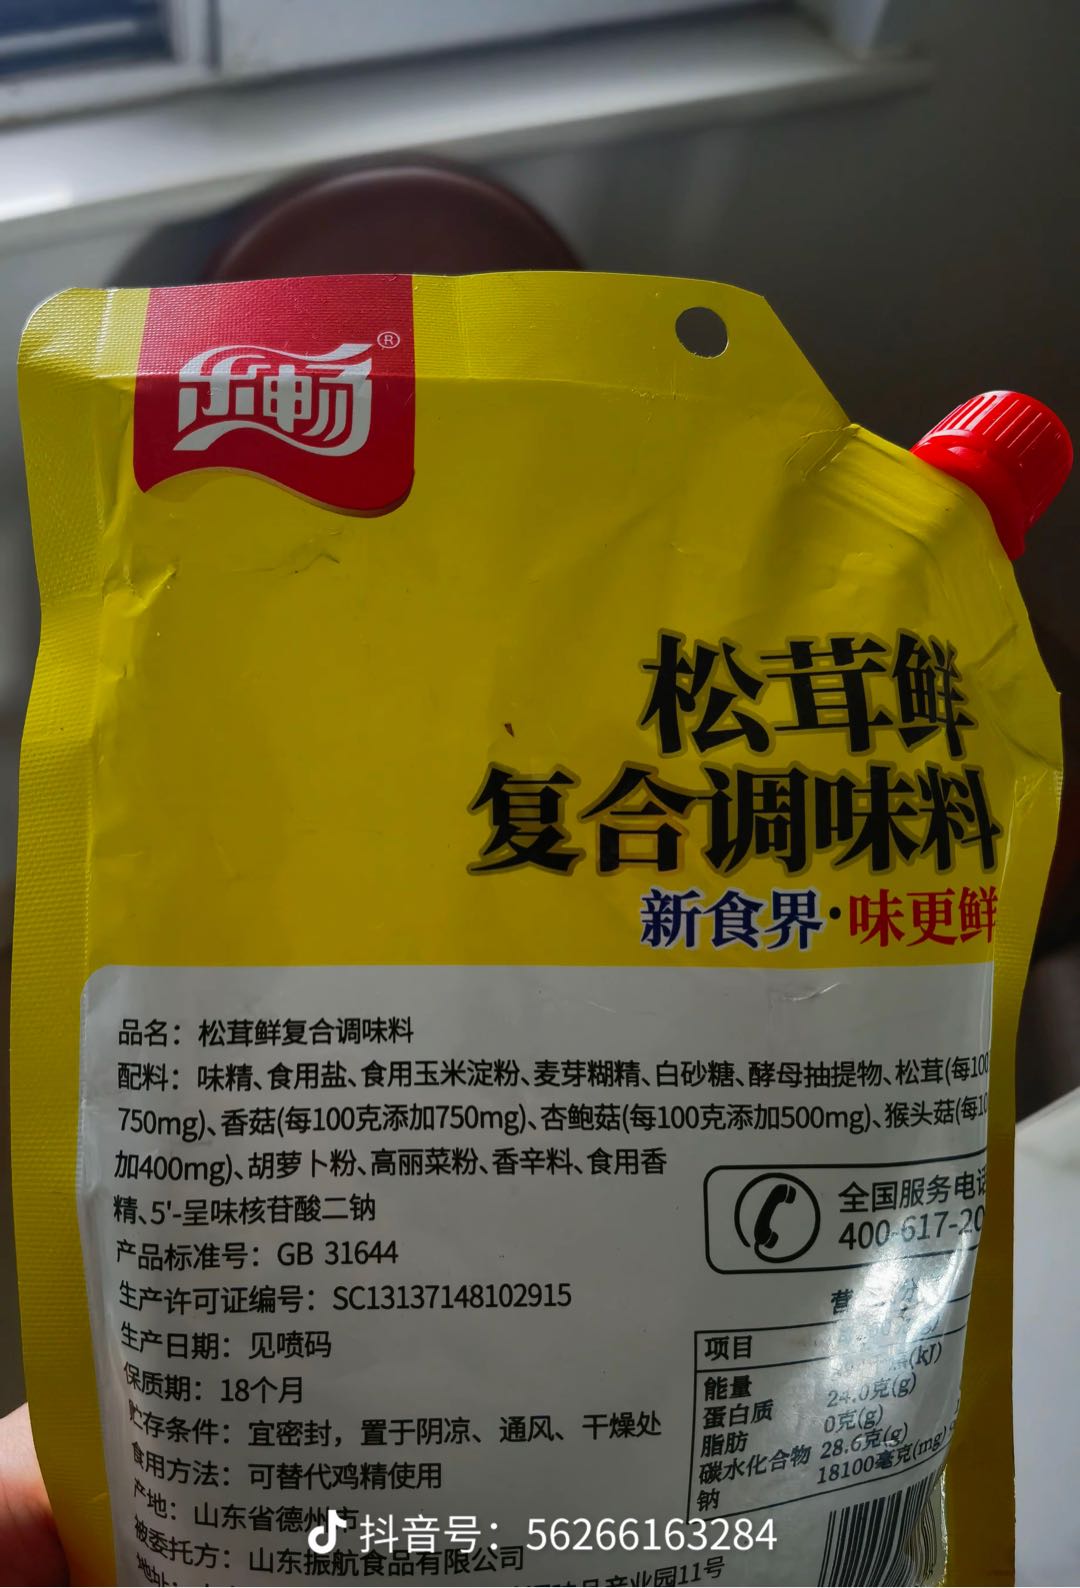 乐畅®
松茸鲜
复合调味料
新食界·味更鲜
品名：松茸鲜复合调味料
配料：味精、食用盐、食用玉米淀粉、麦芽糊精、白砂糖、酵母抽提物、松茸(每100
750mg)、香菇(每100克添加750mg)、杏鲍菇(每100克添加500mg)、猴头菇(每10
加400mg)、胡萝卜粉、高丽菜粉、香辛料、食用香
精、5'-呈味核苷酸二钠
全国服务电话
400-617-20
产品标准号：GB 31644
生产许可证编号：SC13137148102915
生产日期：见喷码
保质期：18个月
贮存条件：宜密封，置于阴凉、通风、干燥处
食用方法：可替代鸡精使用
产地：山东省德州市
被委托方：山东振航食品有限公司
地址：
产业园11号
营 分
项目
能量 (kJ)
蛋白质 24.0克(g)
脂肪 0克(g)
碳水化合物 28.6克(g)
钠 18100毫克(mg)
抖音号：56266163284